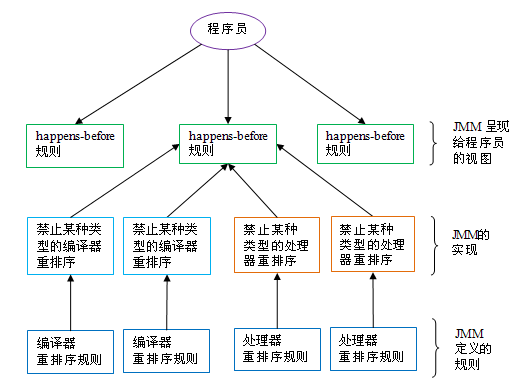 程序员
happens-before
规则
happens-before
规则
happens-before
规则
JMM 呈现
给程序员
的视图
禁止某种类
型的编译器
重排序
禁止某种类
型的编译器
重排序
禁止某种
类型的处理
器重排序
禁止某种
类型的处理
器重排序
JMM的
实现
编译器
重排序规则
编译器
重排序规则
处理器
重排序规则
处理器
重排序规则
JMM
定义的
规则